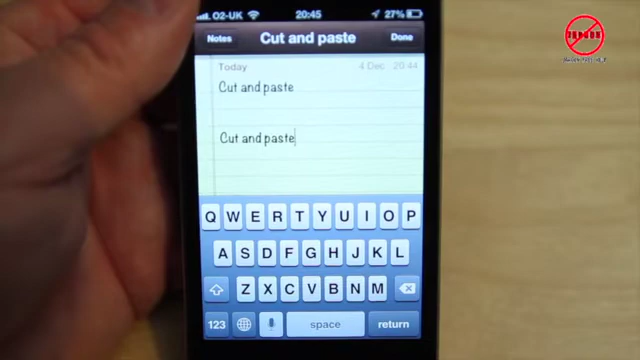 O2-UK 20:45 27%
Notes Cut and paste Done
Today 4 Dec 20:44
Cut and paste
Cut and paste
Q W E R T Y U I O P
A S D F G H J K L
Z X C V B N M
123 space return